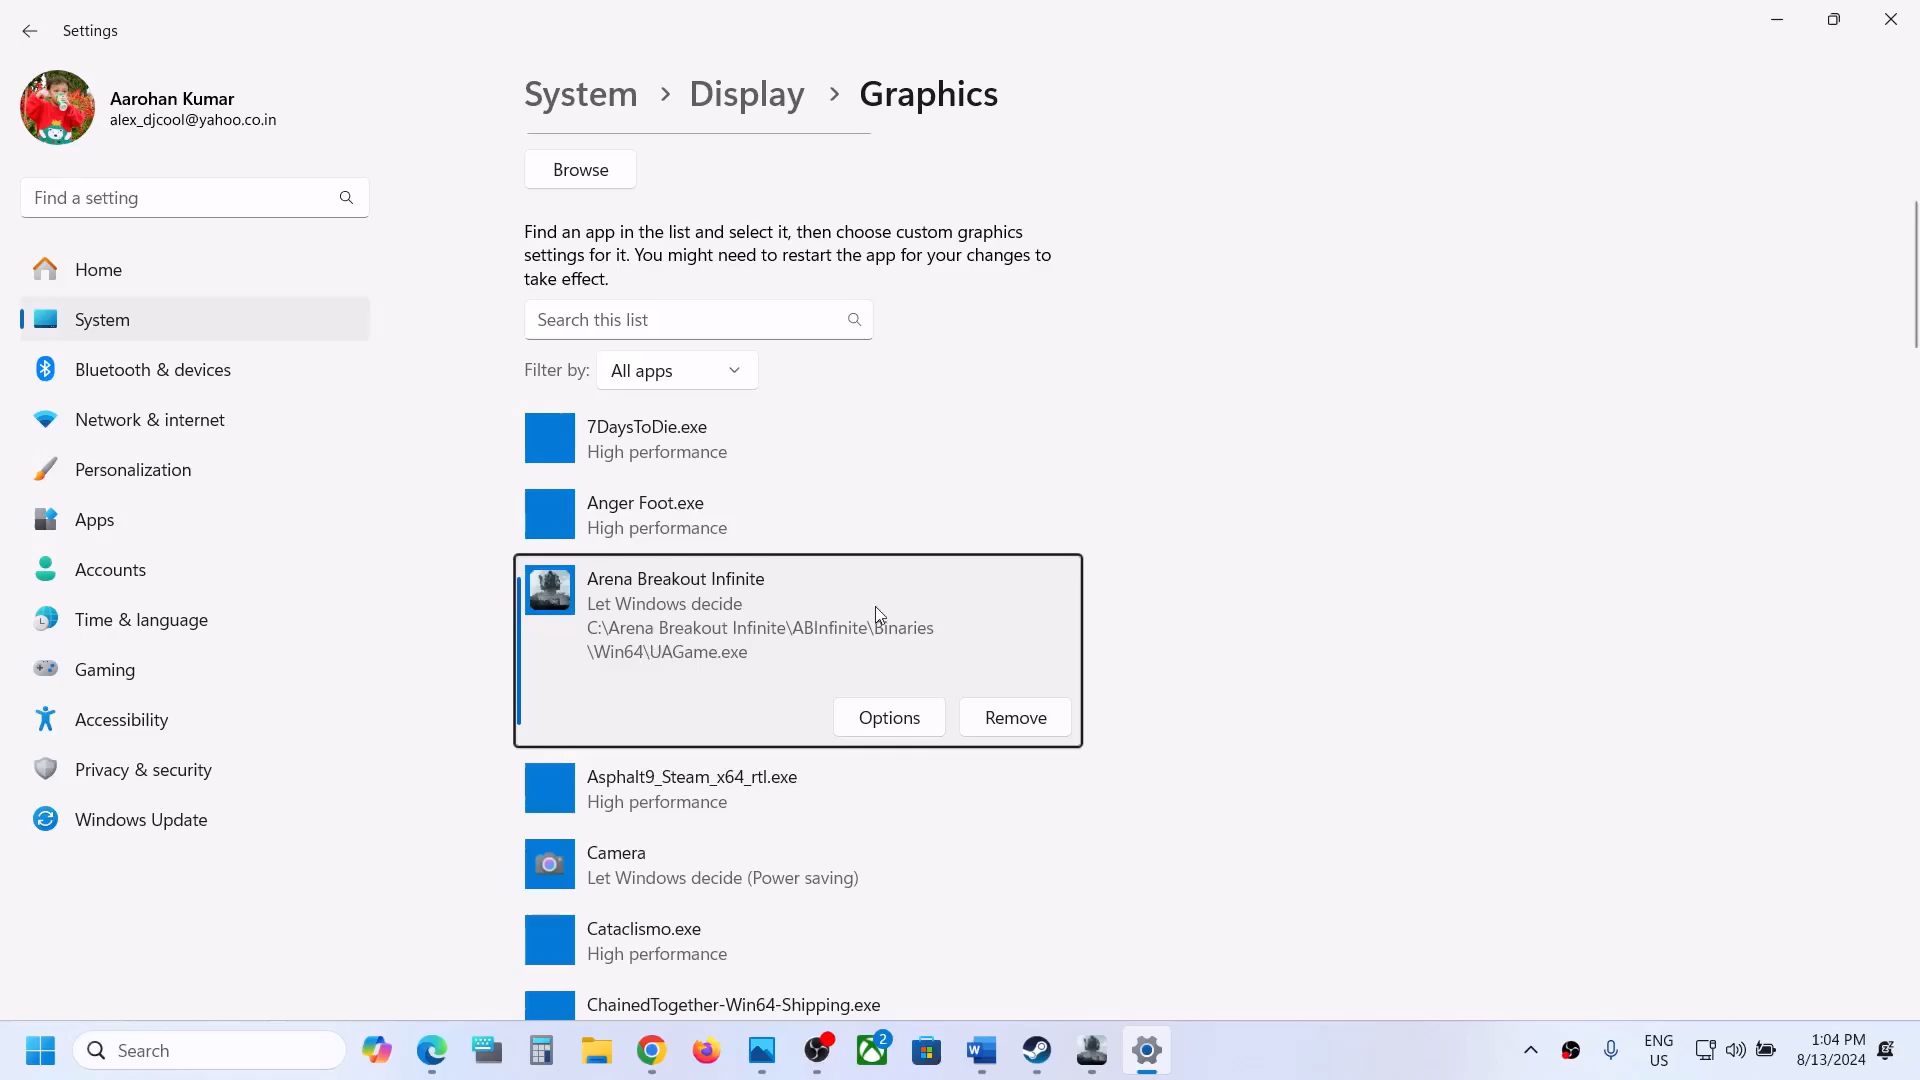 Settings
Aarohan Kumar
alex_djcool@yahoo.co.in
Find a setting
Home
System
Bluetooth & devices
Network & internet
Personalization
Apps
Accounts
Time & language
Gaming
Accessibility
Privacy & security
Windows Update
System > Display > Graphics
Browse
Find an app in the list and select it, then choose custom graphics
settings for it. You might need to restart the app for your changes to
take effect.
Search this list
Filter by: All apps
7DaysToDie.exe
High performance
Anger Foot.exe
High performance
Arena Breakout Infinite
Let Windows decide
C:\Arena Breakout Infinite\ABInfinite\Binaries
\Win64\UAGame.exe
Options Remove
Asphalt9_Steam_x64_rtl.exe
High performance
Camera
Let Windows decide (Power saving)
Cataclismo.exe
High performance
ChainedTogether-Win64-Shipping.exe
Search
2
ENG
US
1:04 PM
8/13/2024